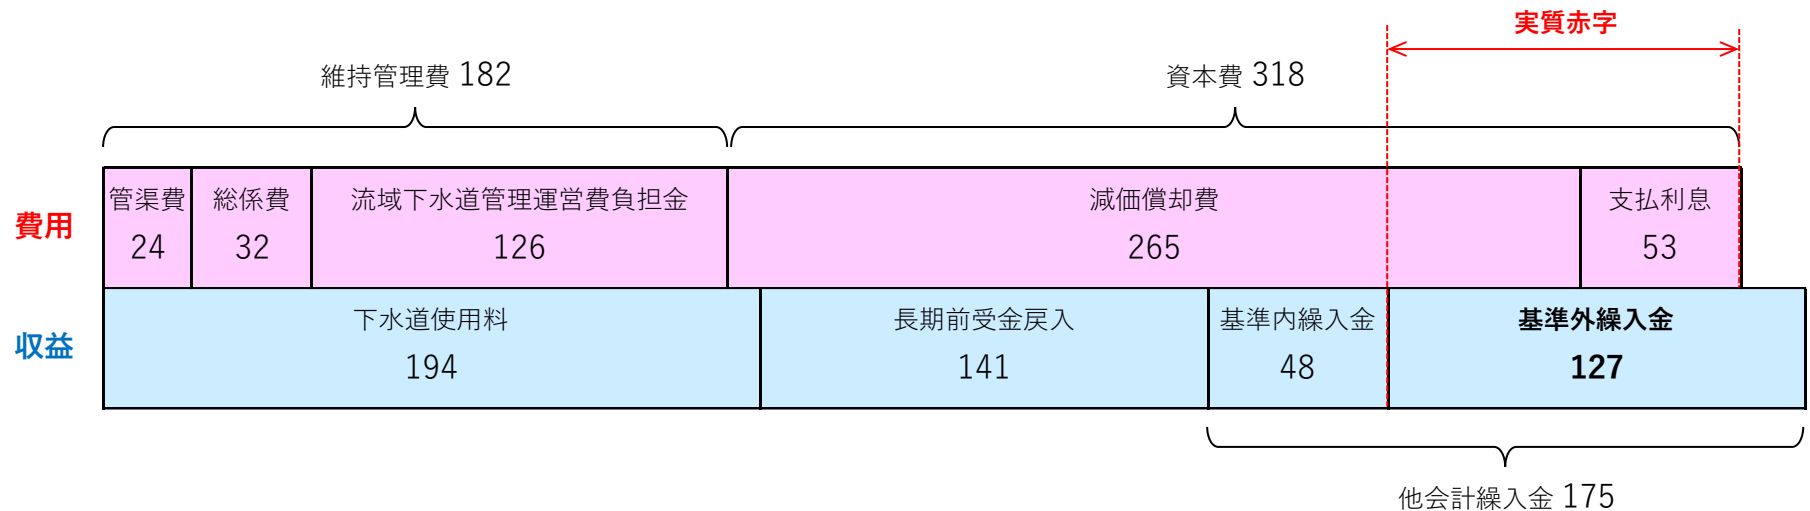 実質赤字
維持管理費 182
資本費 318
費用
管渠費
24
総係費
32
流域下水道管理運営費負担金
126
減価償却費
265
支払利息
53
収益
下水道使用料
194
長期前受金戻入
141
基準内繰入金
48
基準外繰入金
127
他会計繰入金 175